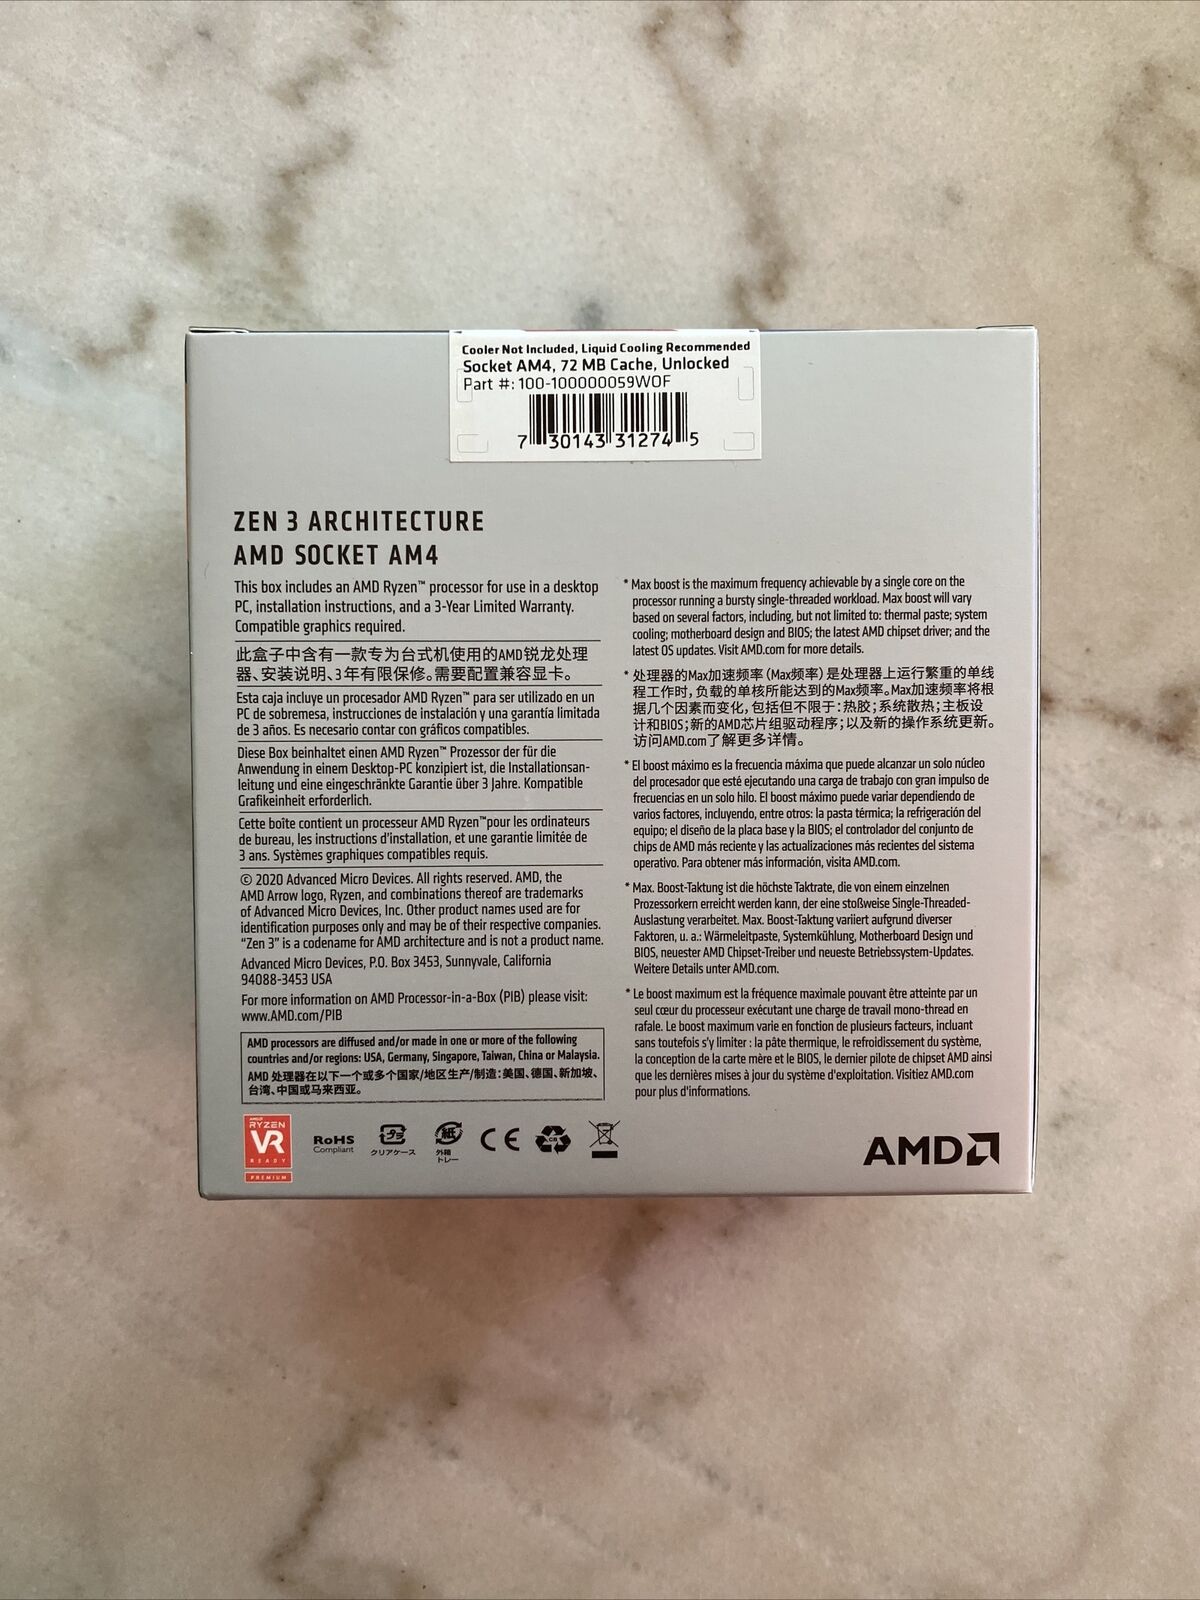 Cooler Not Included, Liquid Cooling Recommended
Socket AM4, 72 MB Cache, Unlocked
Part #: 100-100000059WOF
7 30143 31274 5
ZEN 3 ARCHITECTURE
AMD SOCKET AM4
This box includes an AMD Ryzen™ processor for use in a desktop
PC, installation instructions, and a 3-Year Limited Warranty.
Compatible graphics required.
此盒子中含有一款专为台式机使用的AMD锐龙处理
器、安装说明、3年有限保修。需要配置兼容显卡。
Esta caja incluye un procesador AMD Ryzen™ para ser utilizado en un
PC de sobremesa, instrucciones de instalación y una garantía limitada
de 3 años. Es necesario contar con gráficos compatibles.
Diese Box beinhaltet einen AMD Ryzen™ Prozessor der für die
Anwendung in einem Desktop-PC konzipiert ist, die Installationsan-
leitung und eine eingeschränkte Garantie über 3 Jahre. Kompatible
Grafikeinheit erforderlich.
Cette boîte contient un processeur AMD Ryzen™pour les ordinateurs
de bureau, les instructions d'installation, et une garantie limitée de
3 ans. Systèmes graphiques compatibles requis.
© 2020 Advanced Micro Devices. All rights reserved. AMD, the
AMD Arrow logo, Ryzen, and combinations thereof are trademarks
of Advanced Micro Devices, Inc. Other product names used are for
identification purposes only and may be of their respective companies.
“Zen 3” is a codename for AMD architecture and is not a product name.
Advanced Micro Devices, P.O. Box 3453, Sunnyvale, California
94088-3453 USA
For more information on AMD Processor-in-a-Box (PIB) please visit:
www.AMD.com/PIB
AMD processors are diffused and/or made in one or more of the following
countries and/or regions: USA, Germany, Singapore, Taiwan, China or Malaysia.
AMD 处理器在以下一个或多个国家/地区生产/制造：美国、德国、新加坡、
台湾、中国或马来西亚。
* Max boost is the maximum frequency achievable by a single core on the
processor running a bursty single-threaded workload. Max boost will vary
based on several factors, including, but not limited to: thermal paste; system
cooling; motherboard design and BIOS; the latest AMD chipset driver; and the
latest OS updates. Visit AMD.com for more details.
* 处理器的Max加速频率（Max频率）是处理器上运行繁重的单线
程工作时，负载的单核所能达到的Max频率。Max加速频率将根
据几个因素而变化，包括但不限于：热胶；系统散热；主板设
计和BIOS；新的AMD芯片组驱动程序；以及新的操作系统更新。
访问AMD.com了解更多详情。
* El boost máximo es la frecuencia máxima que puede alcanzar un solo núcleo
del procesador que esté ejecutando una carga de trabajo con gran impulso de
frecuencias en un solo hilo. El boost máximo puede variar dependiendo de
varios factores, incluyendo, entre otros: la pasta térmica; la refrigeración del
equipo; el diseño de la placa base y la BIOS; el controlador del conjunto de
chips de AMD más reciente y las actualizaciones más recientes del sistema
operativo. Para obtener más información, visita AMD.com.
* Max. Boost-Taktung ist die höchste Taktrate, die von einem einzelnen
Prozessorkern erreicht werden kann, der eine stoßweise Single-Threaded-
Auslastung verarbeitet. Max. Boost-Taktung variiert aufgrund diverser
Faktoren, u. a.: Wärmeleitpaste, Systemkühlung, Motherboard Design und
BIOS, neuester AMD Chipset-Treiber und neueste Betriebssystem-Updates.
Weitere Details unter AMD.com.
* Le boost maximum est la fréquence maximale pouvant être atteinte par un
seul cœur du processeur exécutant une charge de travail mono-thread en
rafale. Le boost maximum varie en fonction de plusieurs facteurs, incluant
sans toutefois s'y limiter : la pâte thermique, le refroidissement du système,
la conception de la carte mère et le BIOS, le dernier pilote de chipset AMD ainsi
que les dernières mises à jour du système d'exploitation. Visitiez AMD.com
pour plus d'informations.
AMD
RYZEN
VR
READY
PREMIUM
RoHS
Compliant
プラ
クリアケース
紙
外箱
トレー
CE
CB
AMD